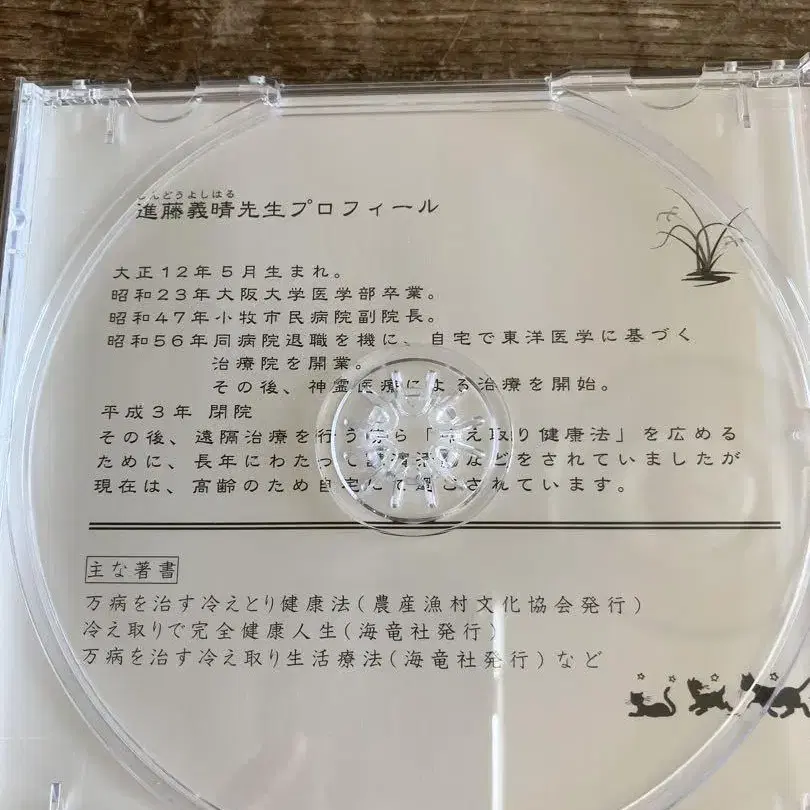 しんどうよしはる
進藤義晴先生プロフィール
大正12年5月生まれ。
昭和23年大阪大学医学部卒業。
昭和47年小牧市民病院副院長。
昭和56年同病院退職を機に、自宅で東洋医学に基づく
治療院を開業。
その後、神霊医療による治療を開始。
平成3年 閉院
その後、遠隔治療を行う傍ら「冷え取り健康法」を広める
ために、長年にわたってなどをされていましたが
現在は、高齢のため自宅にて過ごされています。
主な著書
万病を治す冷えとり健康法(農産漁村文化協会発行)
冷え取りで完全健康人生(海竜社発行)
万病を治す冷え取り生活療法(海竜社発行)など